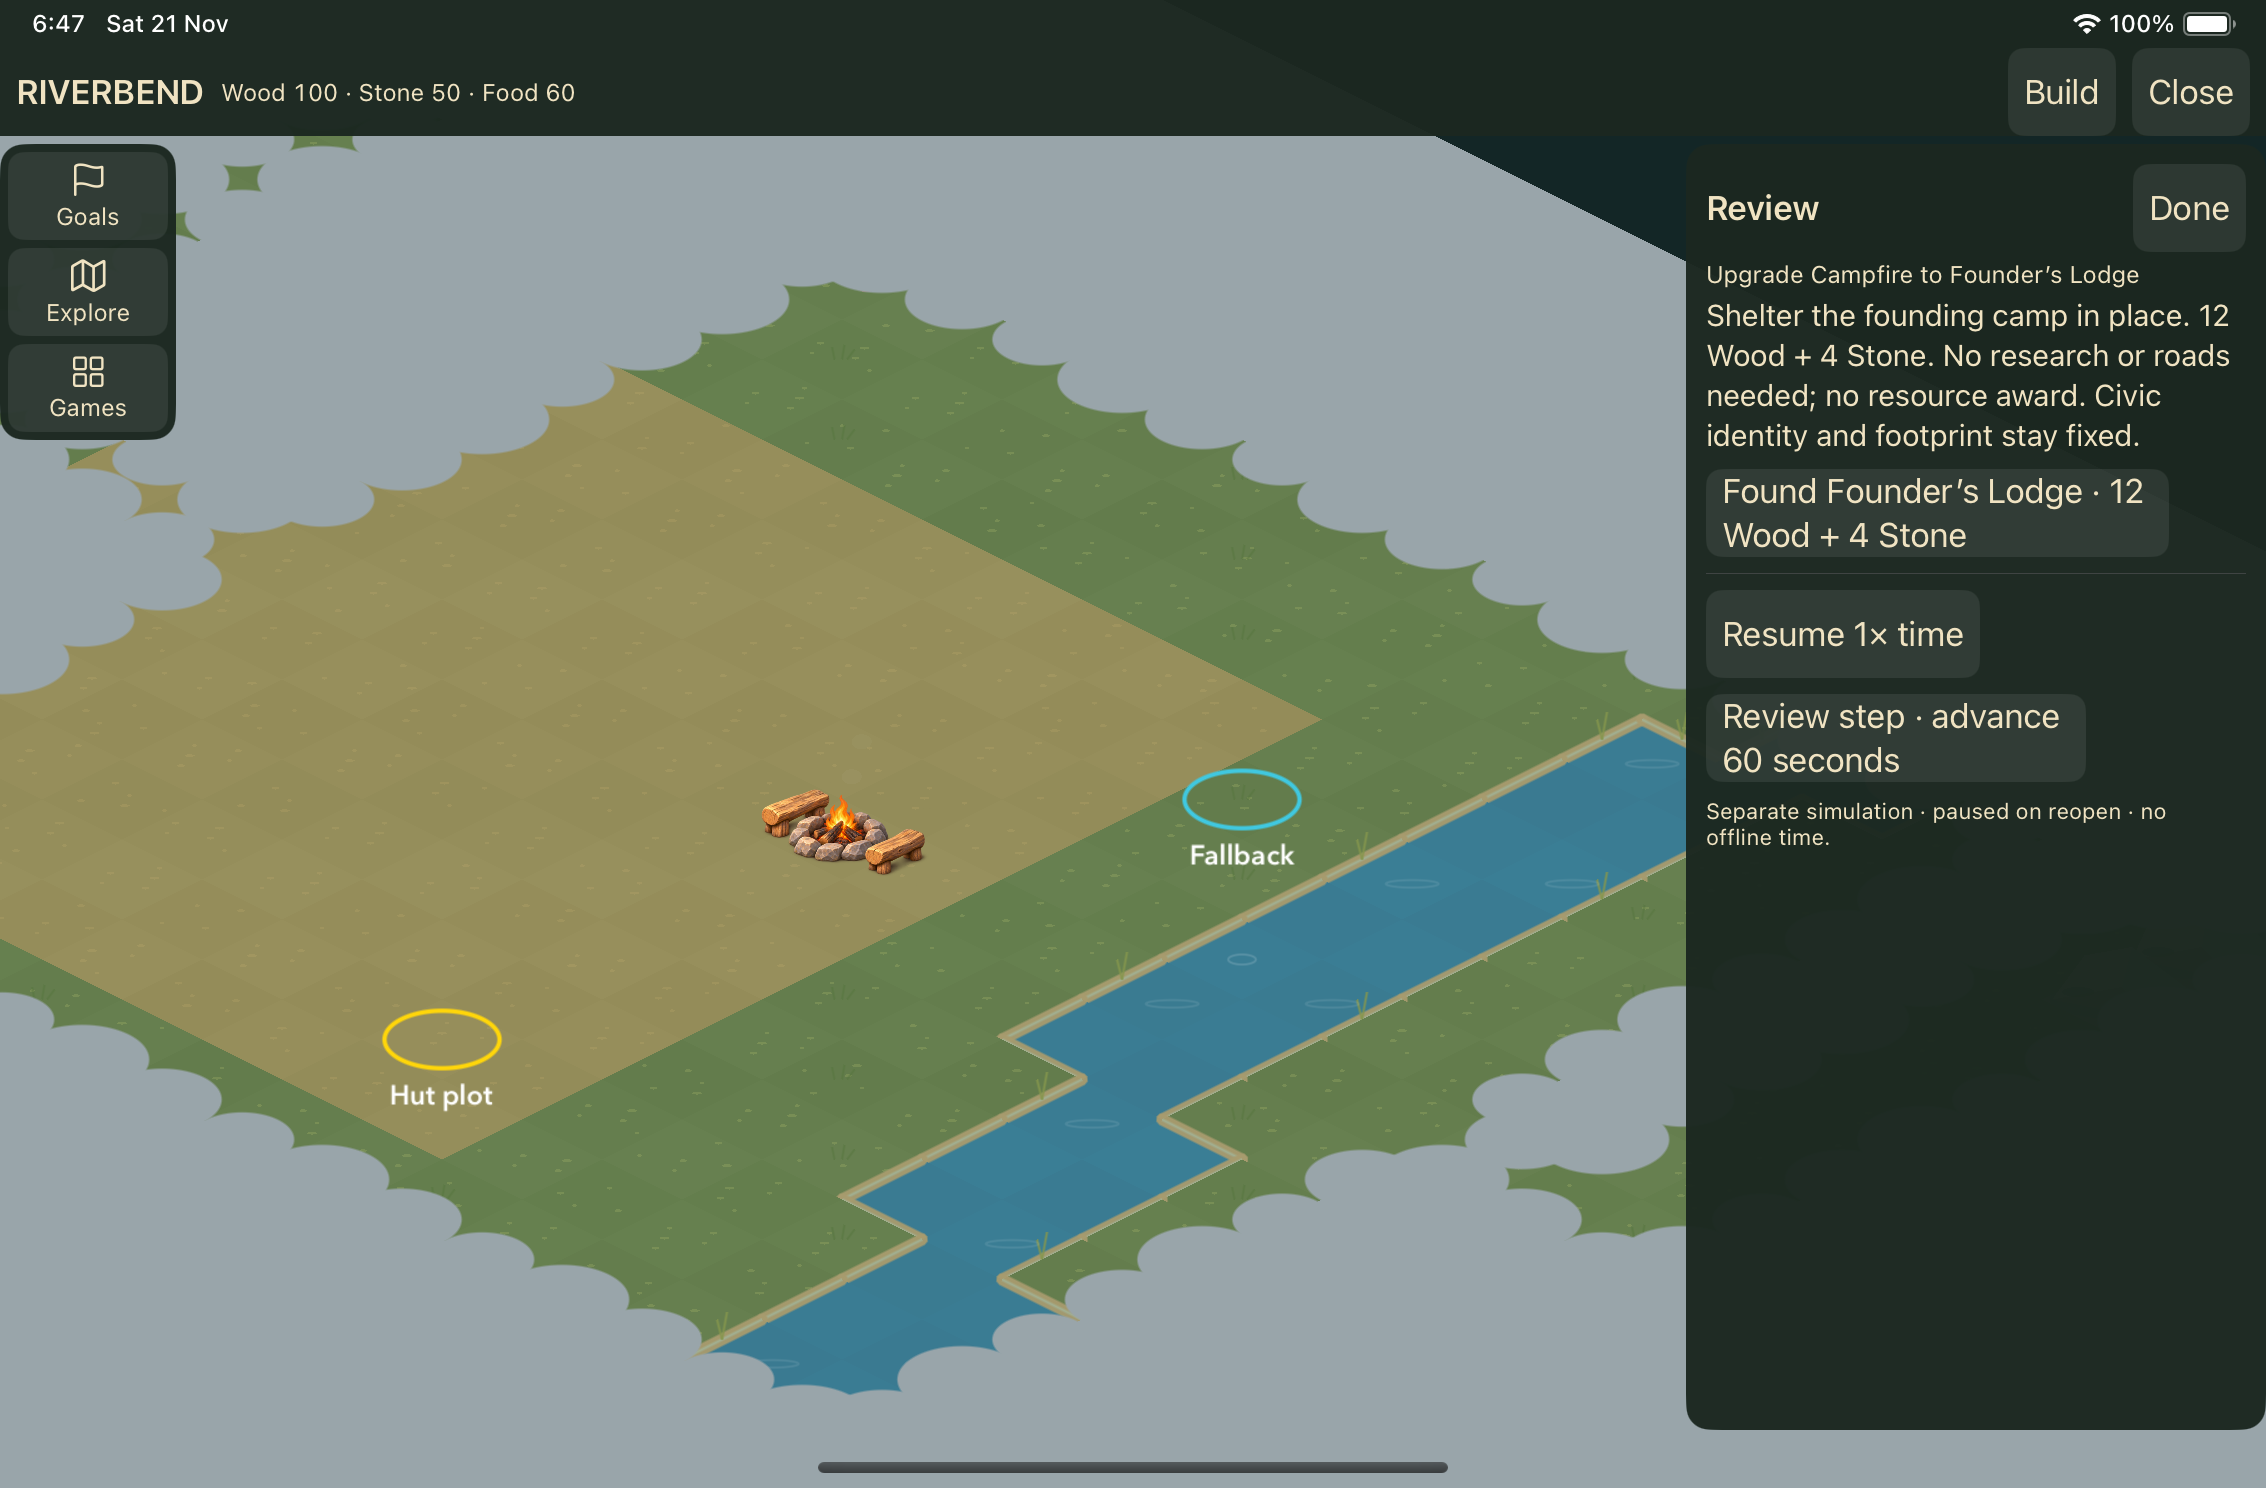 6:47 Sat 21 Nov
100%
RIVERBEND Wood 100 · Stone 50 · Food 60
Build
Close
Goals
Explore
Games
Fallback
Hut plot
Review
Done
Upgrade Campfire to Founder’s Lodge
Shelter the founding camp in place. 12
Wood + 4 Stone. No research or roads
needed; no resource award. Civic
identity and footprint stay fixed.
Found Founder’s Lodge · 12
Wood + 4 Stone
Resume 1× time
Review step · advance
60 seconds
Separate simulation · paused on reopen · no
offline time.